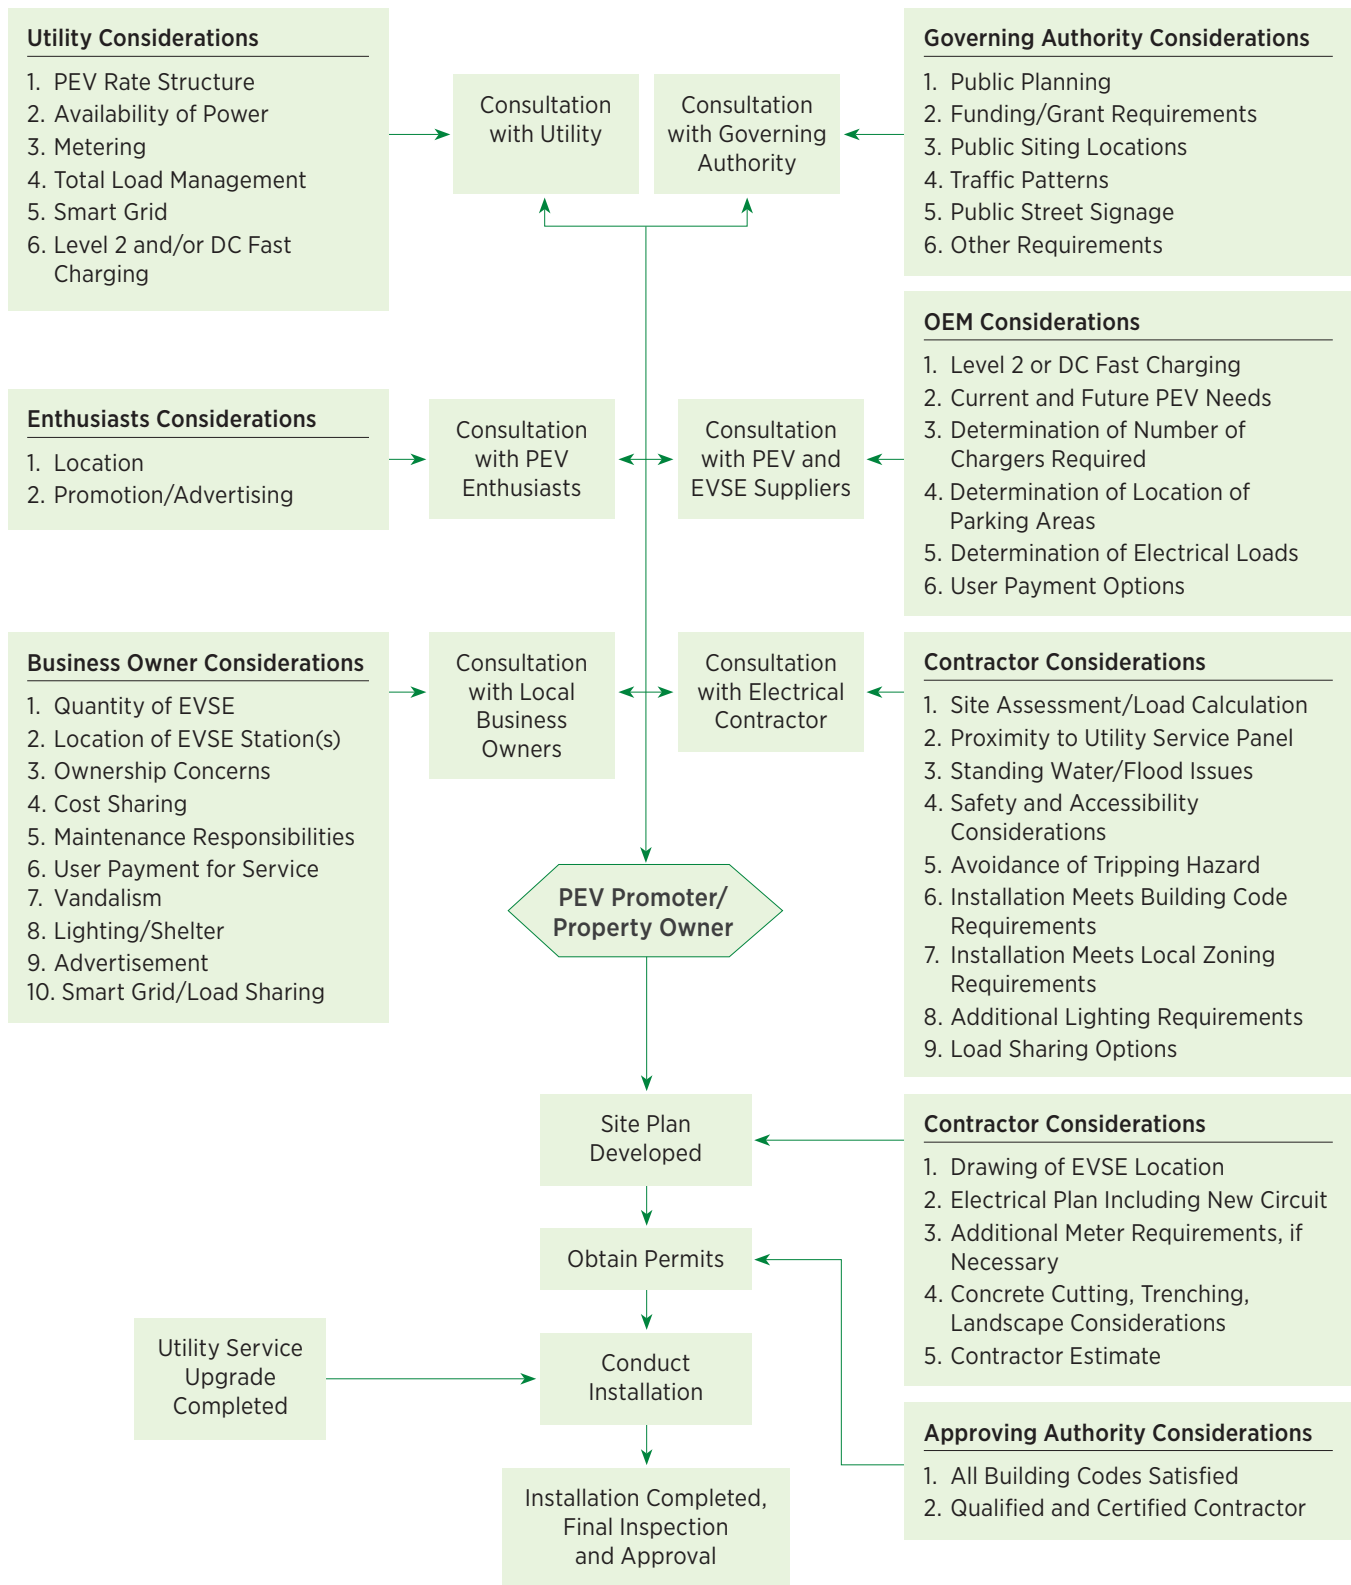 Utility Considerations
1. PEV Rate Structure
2. Availability of Power
3. Metering
4. Total Load Management
5. Smart Grid
6. Level 2 and/or DC Fast
Charging
Consultation
with Utility
Consultation
with Governing
Authority
Governing Authority Considerations
1. Public Planning
2. Funding/Grant Requirements
3. Public Siting Locations
4. Traffic Patterns
5. Public Street Signage
6. Other Requirements
Enthusiasts Considerations
1. Location
2. Promotion/Advertising
Consultation
with PEV
Enthusiasts
Consultation
with PEV and
EVSE Suppliers
OEM Considerations
1. Level 2 or DC Fast Charging
2. Current and Future PEV Needs
3. Determination of Number of
Chargers Required
4. Determination of Location of
Parking Areas
5. Determination of Electrical Loads
6. User Payment Options
Business Owner Considerations
1. Quantity of EVSE
2. Location of EVSE Station(s)
3. Ownership Concerns
4. Cost Sharing
5. Maintenance Responsibilities
6. User Payment for Service
7. Vandalism
8. Lighting/Shelter
9. Advertisement
10. Smart Grid/Load Sharing
Consultation
with Local
Business
Owners
Consultation
with Electrical
Contractor
Contractor Considerations
1. Site Assessment/Load Calculation
2. Proximity to Utility Service Panel
3. Standing Water/Flood Issues
4. Safety and Accessibility
Considerations
5. Avoidance of Tripping Hazard
6. Installation Meets Building Code
Requirements
7. Installation Meets Local Zoning
Requirements
8. Additional Lighting Requirements
9. Load Sharing Options
PEV Promoter/
Property Owner
Site Plan
Developed
Contractor Considerations
1. Drawing of EVSE Location
2. Electrical Plan Including New Circuit
3. Additional Meter Requirements, if
Necessary
4. Concrete Cutting, Trenching,
Landscape Considerations
5. Contractor Estimate
Obtain Permits
Utility Service
Upgrade
Completed
Conduct
Installation
Approving Authority Considerations
1. All Building Codes Satisfied
2. Qualified and Certified Contractor
Installation Completed,
Final Inspection
and Approval